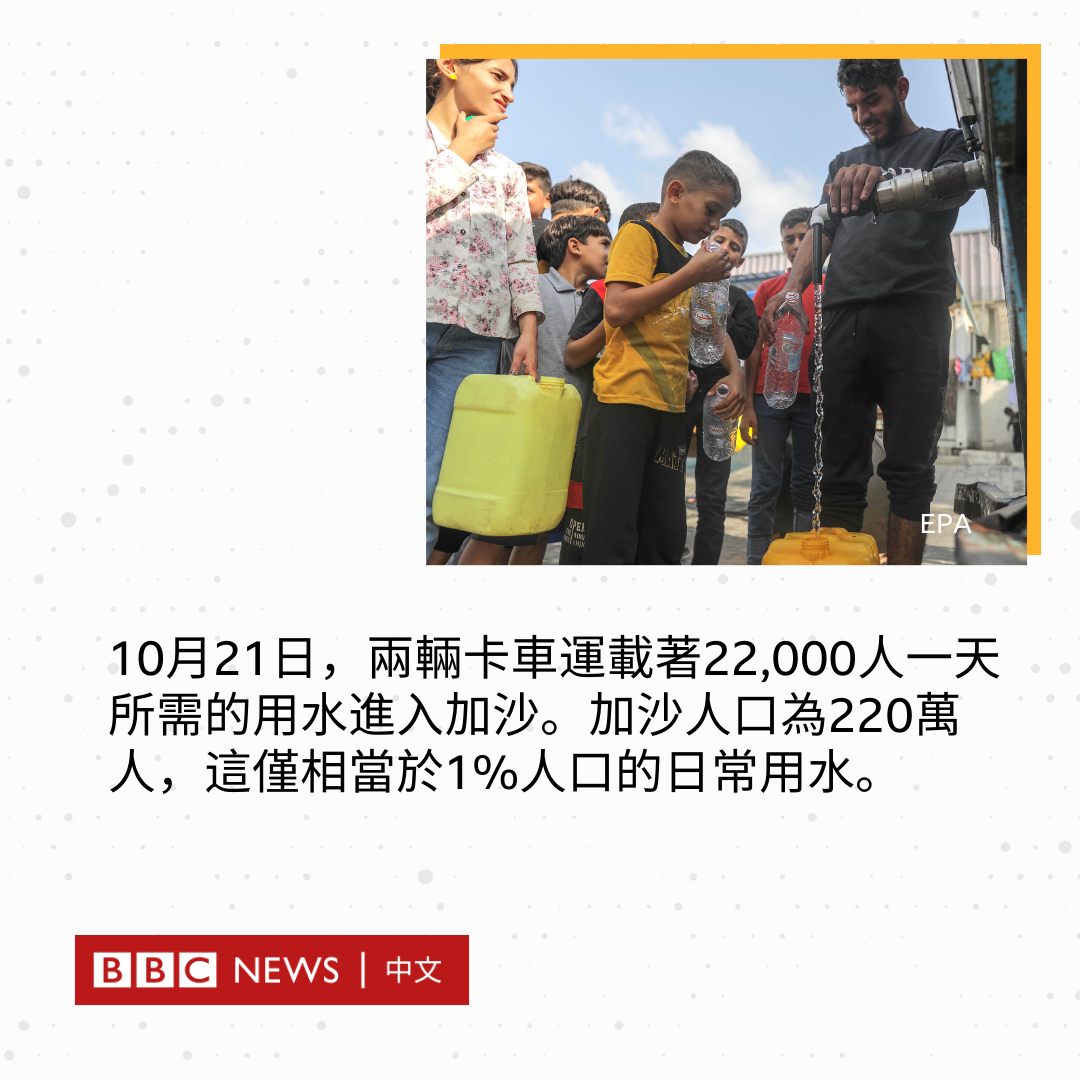 EPA
10月21日，兩輛卡車運載著22,000人一天
所需的用水進入加沙。加沙人口為220萬
人，這僅相當於1%人口的日常用水。
BBC NEWS | 中文